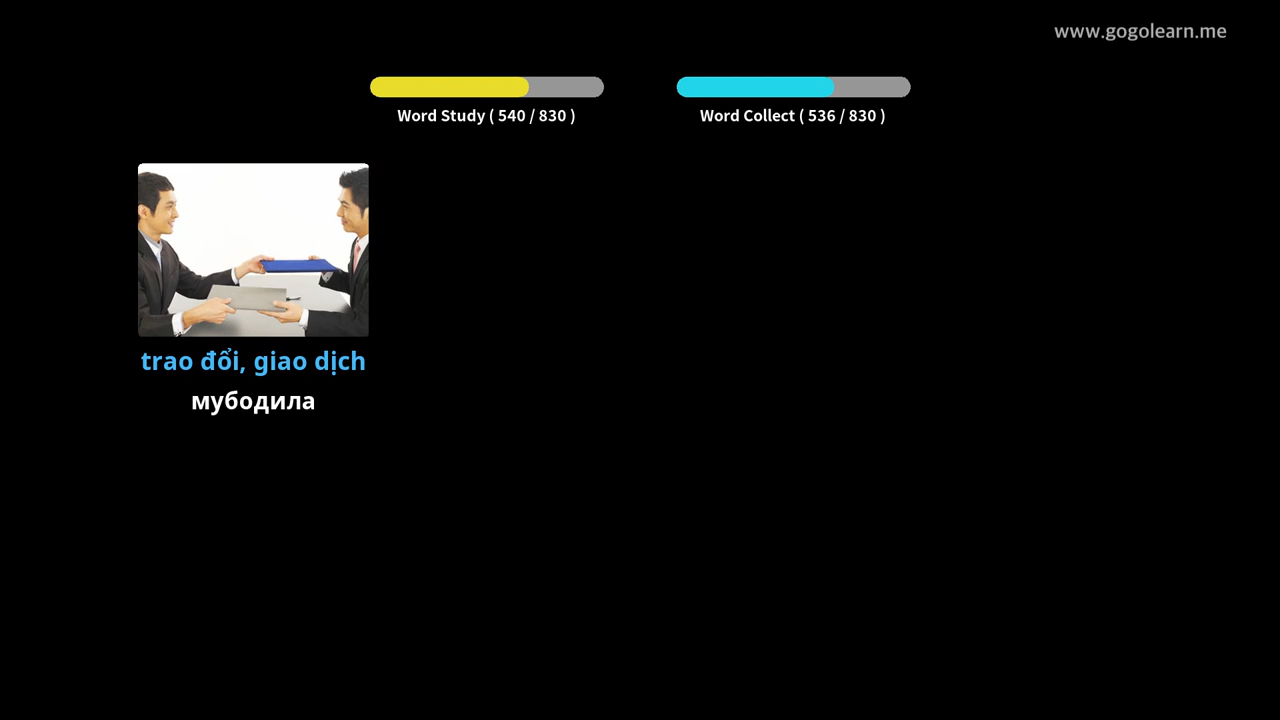 www.gogolearn.me
Word Study ( 540 / 830 )
Word Collect ( 536 / 830 )
trao đổi, giao dịch
мубодила